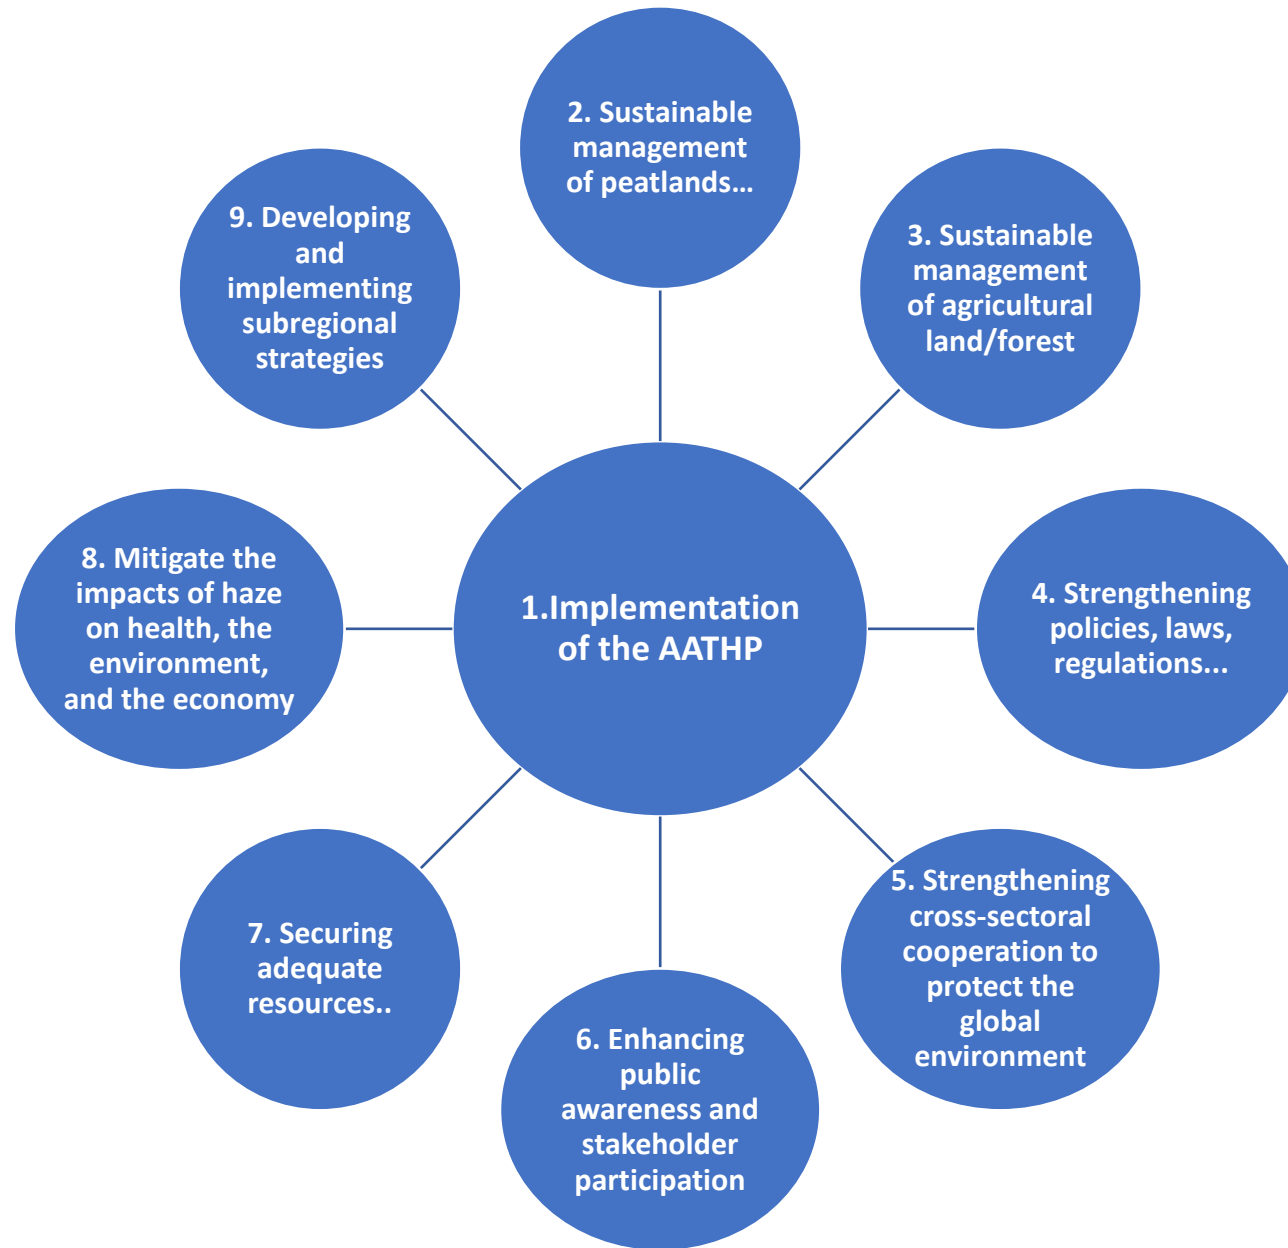 1.Implementation
of the AATHP
2. Sustainable
management
of peatlands…
3. Sustainable
management
of agricultural
land/forest
4. Strengthening
policies, laws,
regulations...
5. Strengthening
cross-sectoral
cooperation to
protect the
global
environment
6. Enhancing
public
awareness and
stakeholder
participation
7. Securing
adequate
resources..
8. Mitigate the
impacts of haze
on health, the
environment,
and the economy
9. Developing
and
implementing
subregional
strategies